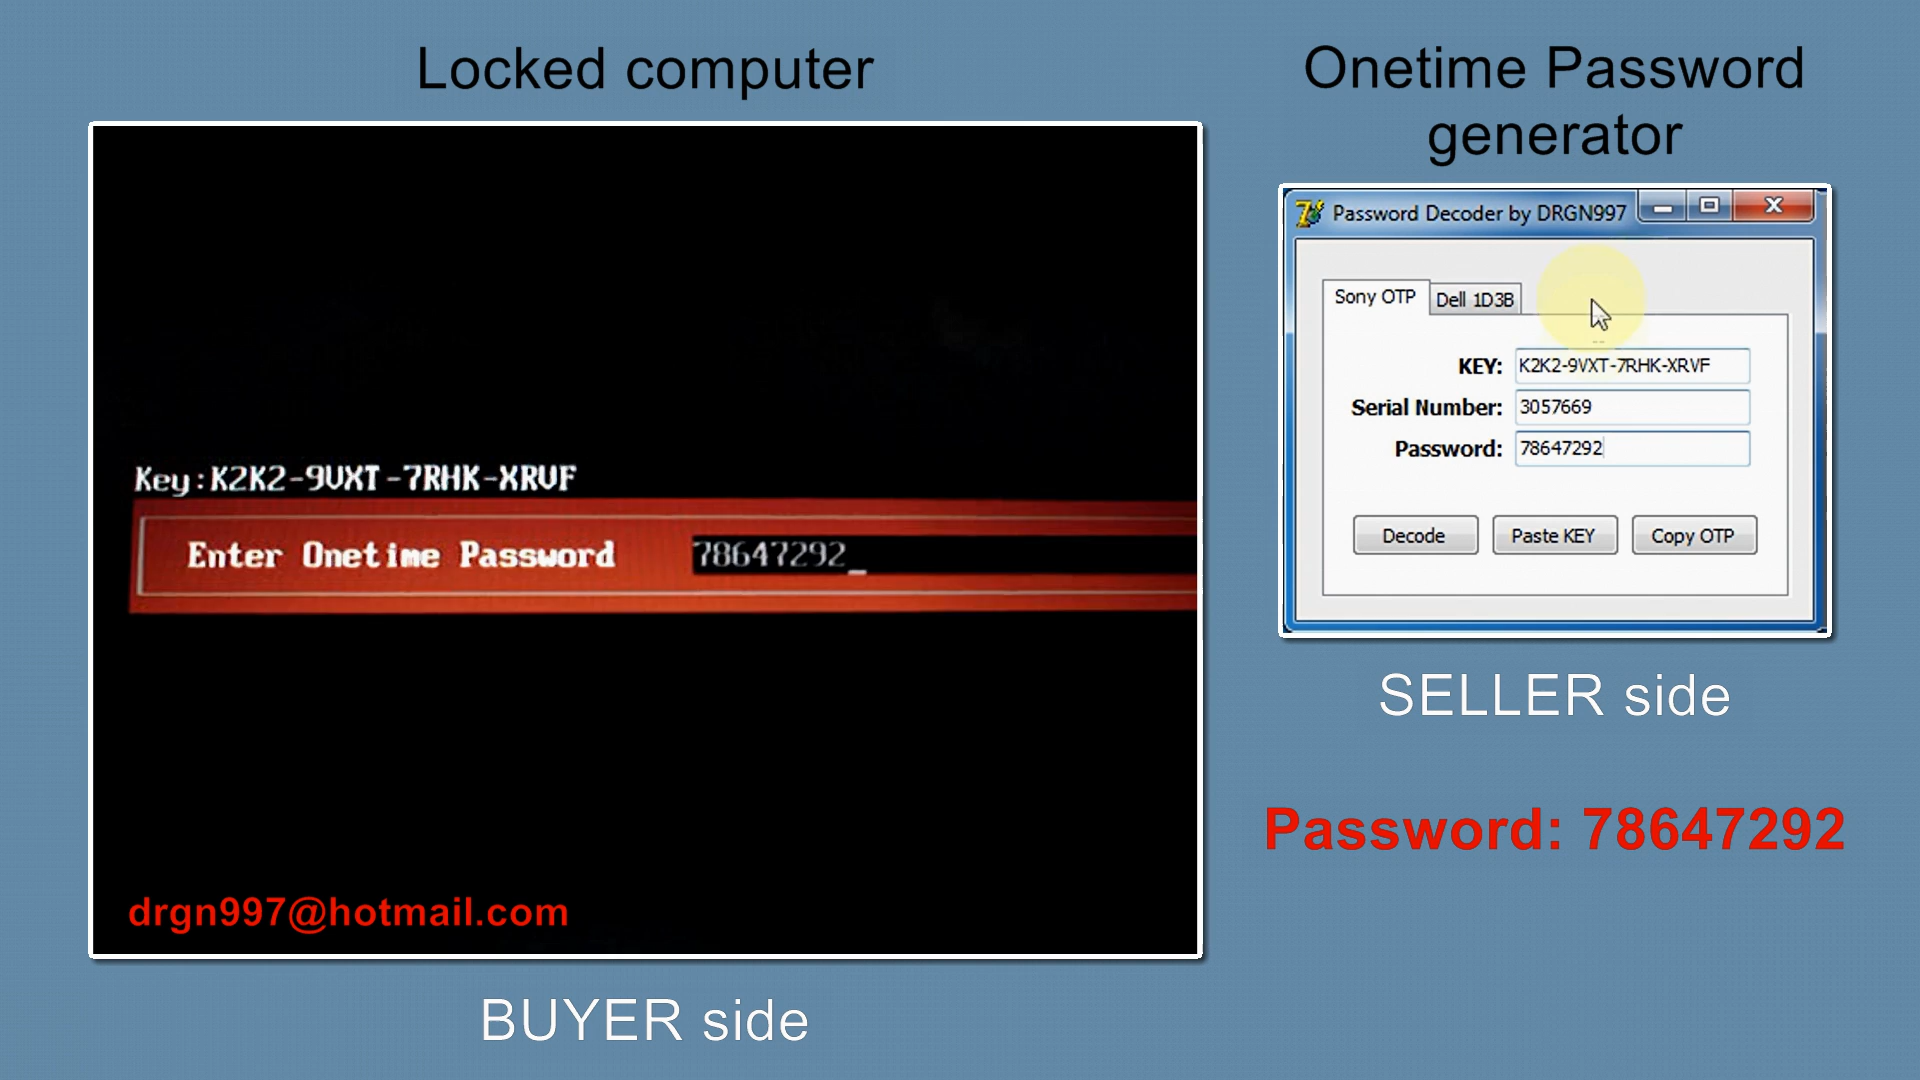 Locked computer
Key:K2K2-9VXT-7RHK-XRVF
Enter Onetime Password 78647292_
drgn997@hotmail.com
BUYER side
Onetime Password
generator
Password Decoder by DRGN997
Sony OTP Dell 1D3B
KEY: K2K2-9VXT-7RHK-XRVF
Serial Number: 3057669
Password: 78647292
Decode Paste KEY Copy OTP
SELLER side
Password: 78647292